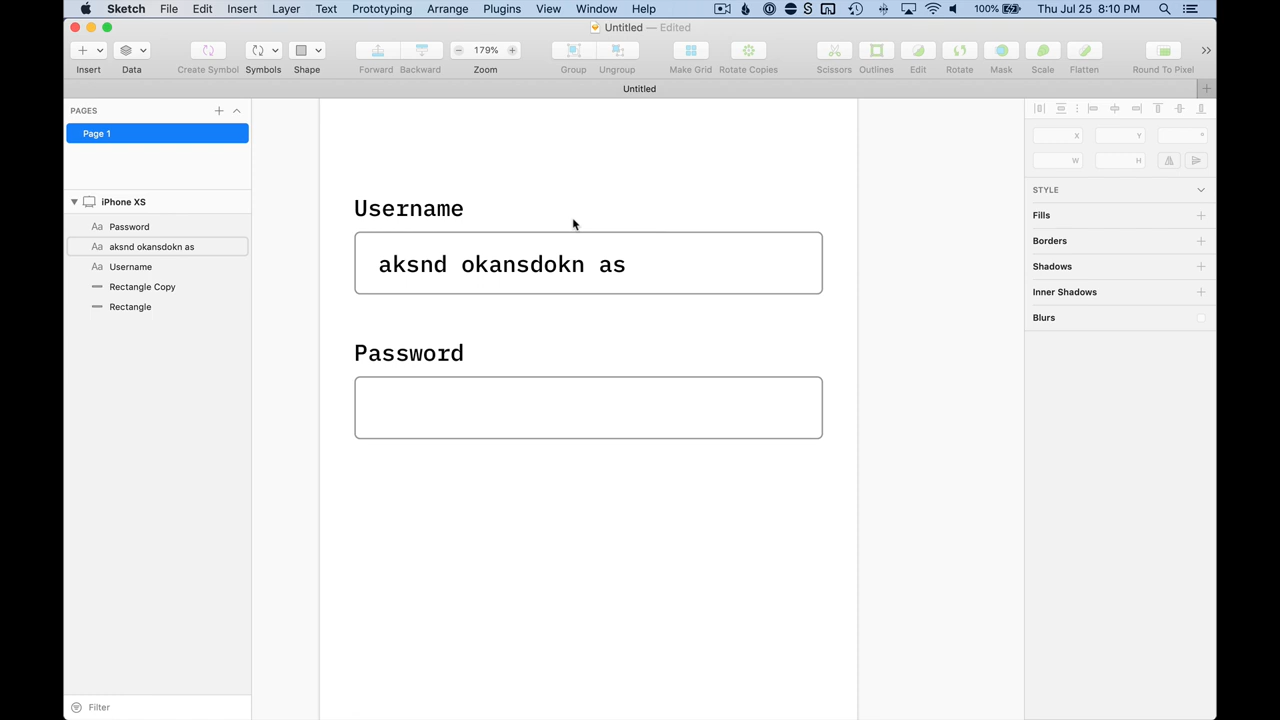 Sketch File Edit Insert Layer Text Prototyping Arrange Plugins View Window Help 100% Thu Jul 25 8:10 PM
Untitled — Edited
179%
Insert Data Create Symbol Symbols Shape Forward Backward Zoom Group Ungroup Make Grid Rotate Copies Scissors Outlines Edit Rotate Mask Scale Flatten Round To Pixel
Untitled
PAGES
Page 1
iPhone XS
Aa Password
Aa aksnd okansdokn as
Aa Username
Rectangle Copy
Rectangle
Filter
Username
aksnd okansdokn as
Password
X Y °
W H
STYLE
Fills
Borders
Shadows
Inner Shadows
Blurs